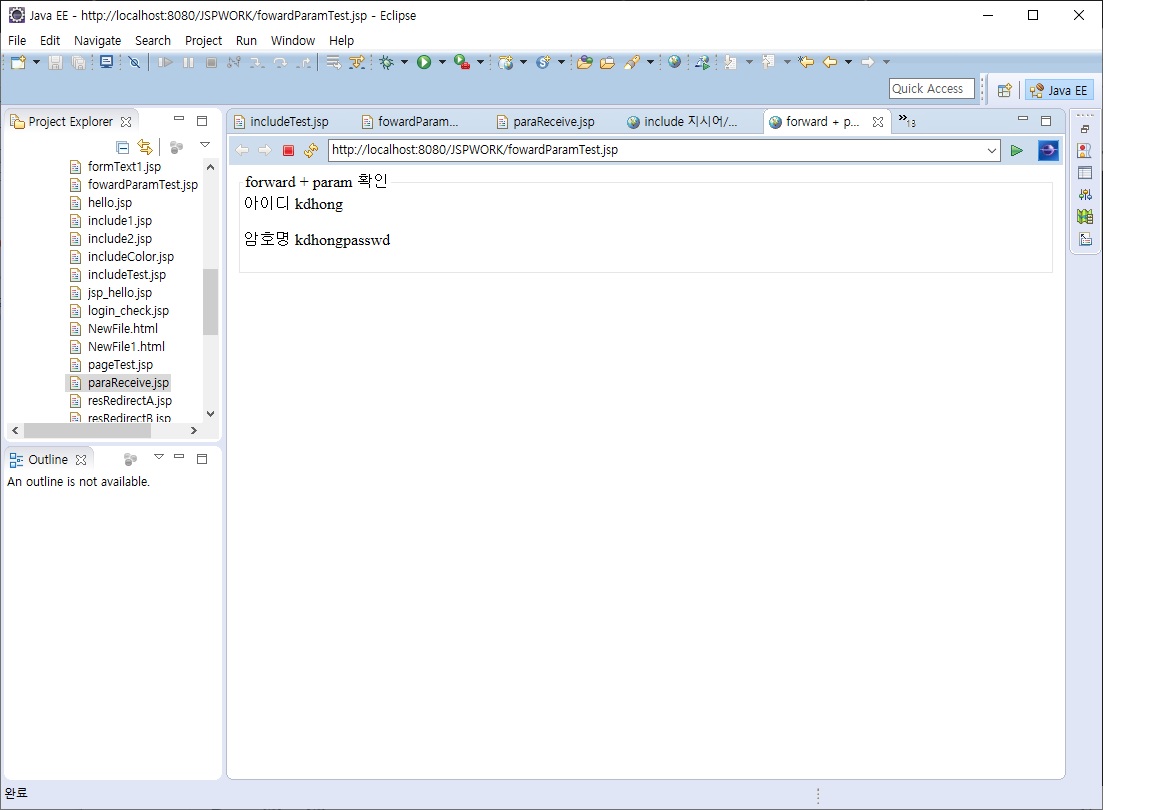 Java EE - http://localhost:8080/JSPWORK/fowardParamTest.jsp - Eclipse
File Edit Navigate Search Project Run Window Help
Quick Access
Java EE
Project Explorer
formText1.jsp
fowardParamTest.jsp
hello.jsp
include1.jsp
include2.jsp
includeColor.jsp
includeTest.jsp
jsp_hello.jsp
login_check.jsp
NewFile.html
NewFile1.html
pageTest.jsp
paraReceive.jsp
resRedirectA.jsp
resRedirectB.jsp
Outline
An outline is not available.
includeTest.jsp fowardParam... paraReceive.jsp include 지시어/... forward + p... »13
http://localhost:8080/JSPWORK/fowardParamTest.jsp
forward + param 확인
아이디 kdhong
암호명 kdhongpasswd
완료